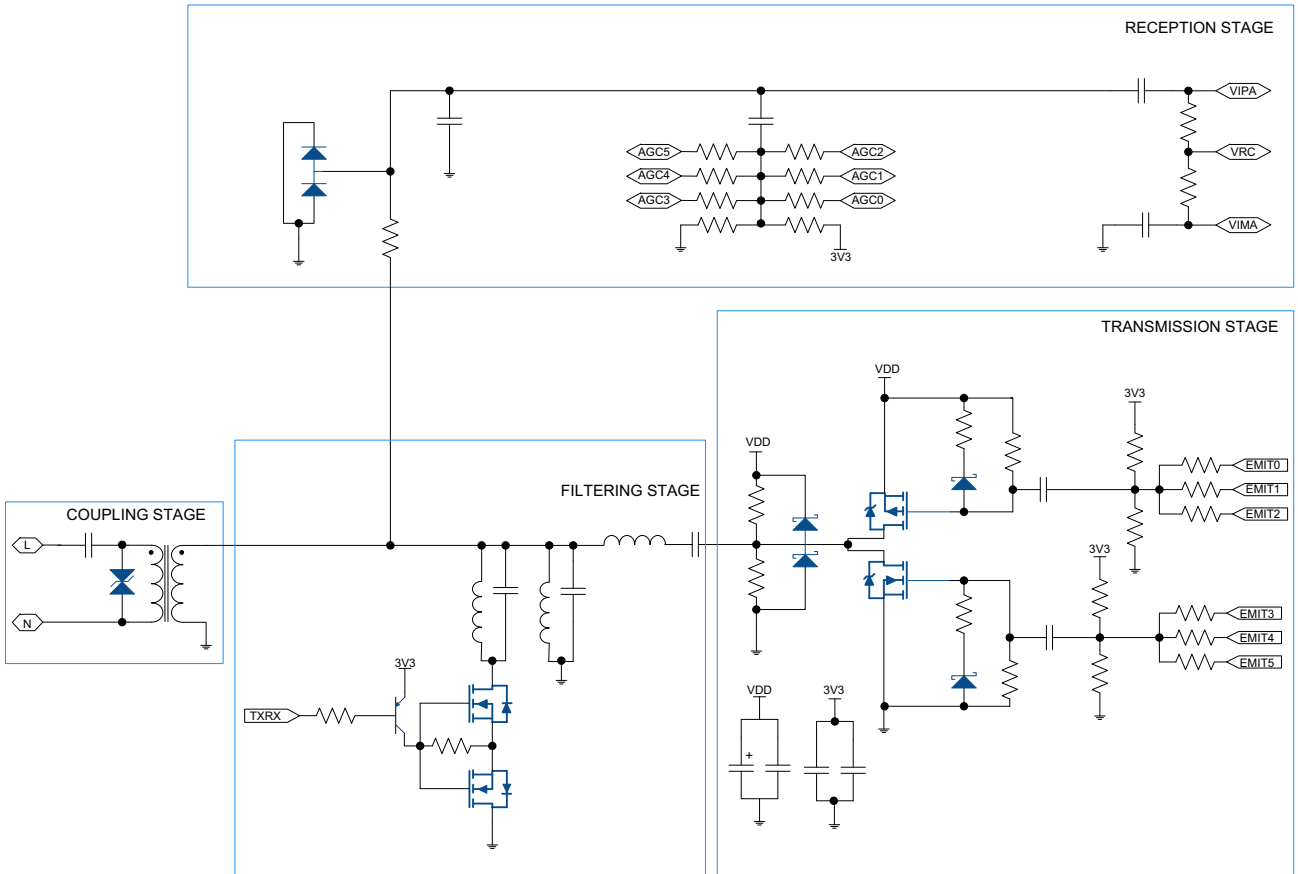 RECEPTION STAGE
VIPA
AGC5
AGC2
VRC
AGC4
AGC1
AGC3
AGC0
VIMA
3V3
TRANSMISSION STAGE
VDD
3V3
VDD
EMIT0
FILTERING STAGE
EMIT1
COUPLING STAGE
EMIT2
L
3V3
EMIT3
N
EMIT4
3V3
EMIT5
VDD
3V3
TXRX
+